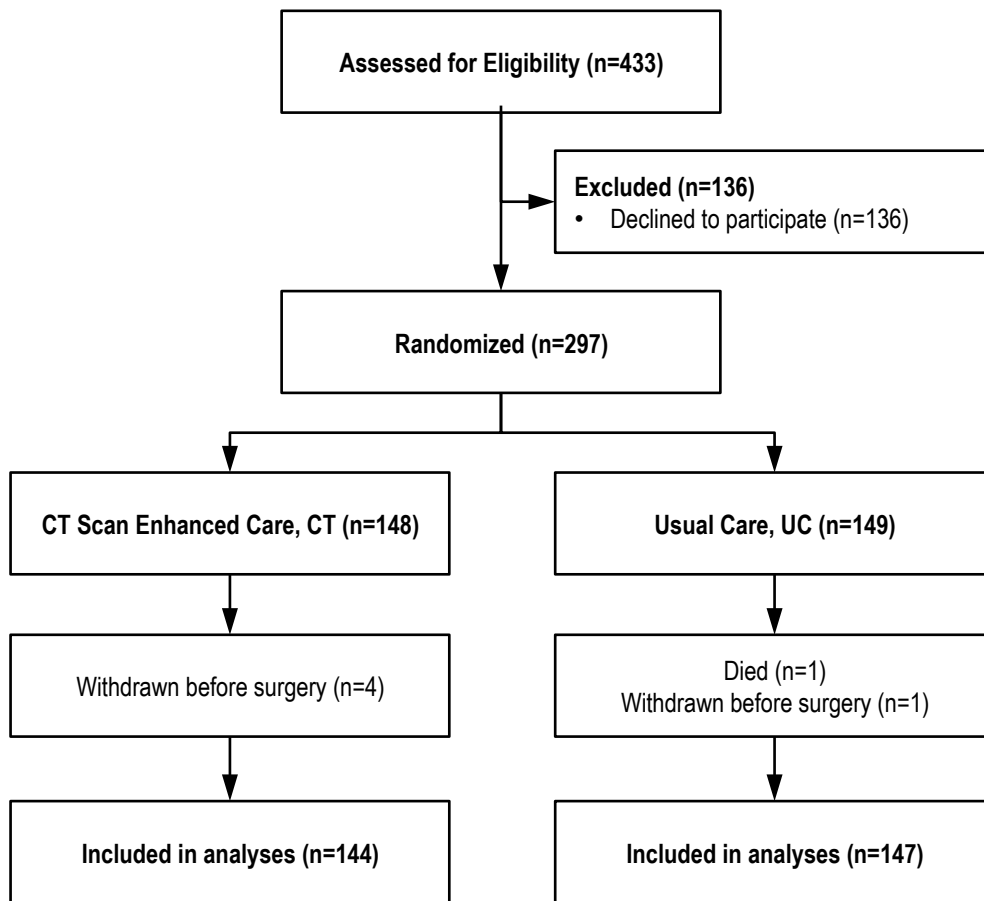 Assessed for Eligibility (n=433)
Excluded (n=136)
• Declined to participate (n=136)
Randomized (n=297)
CT Scan Enhanced Care, CT (n=148)
Usual Care, UC (n=149)
Withdrawn before surgery (n=4)
Died (n=1)
Withdrawn before surgery (n=1)
Included in analyses (n=144)
Included in analyses (n=147)